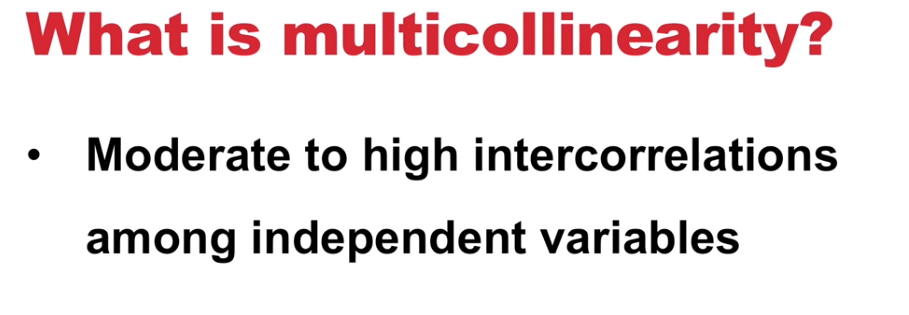 What is multicollinearity?
• Moderate to high intercorrelations
among independent variables